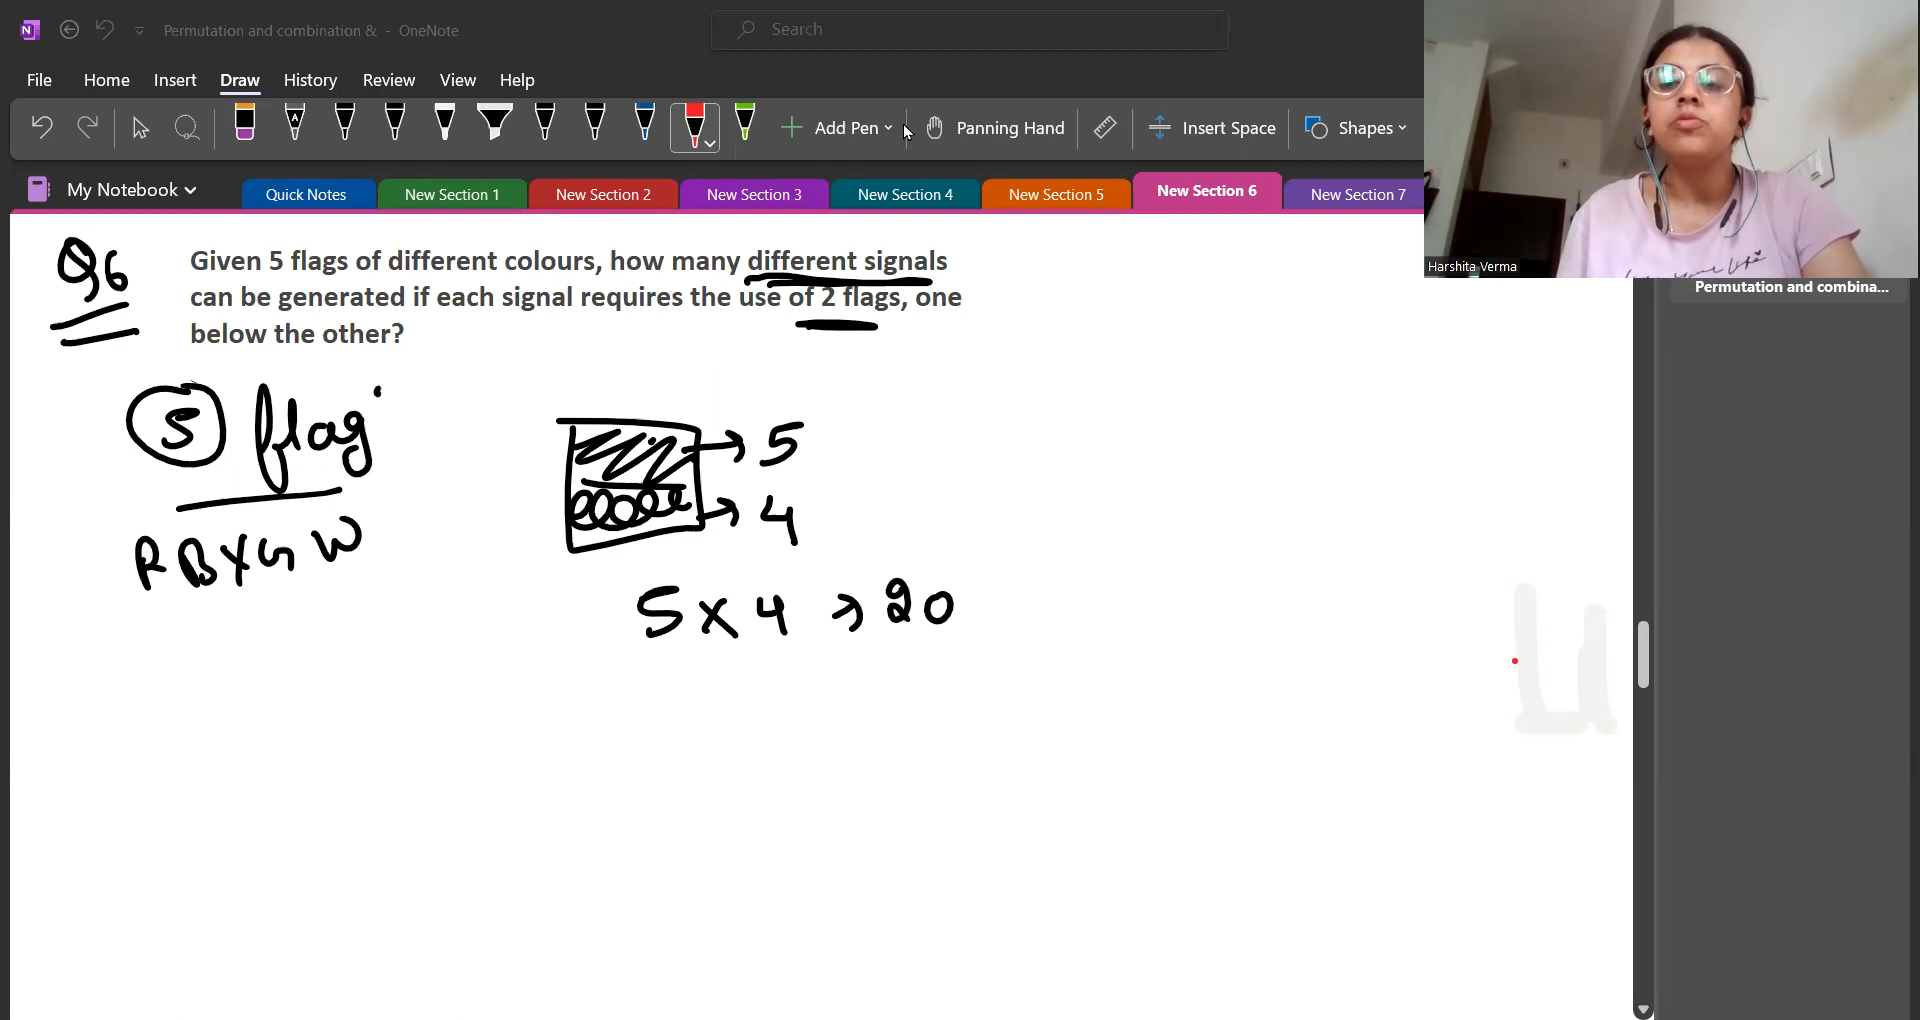 Permutation and combination & - OneNote
Search
File Home Insert Draw History Review View Help
Add Pen Panning Hand Insert Space Shapes
My Notebook Quick Notes New Section 1 New Section 2 New Section 3 New Section 4 New Section 5 New Section 6 New Section 7
Harshita Verma
Permutation and combina...
Q6
Given 5 flags of different colours, how many different signals
can be generated if each signal requires the use of 2 flags, one
below the other?
5 flag
R B Y G W
→ 5
→ 4
5 × 4 → 20